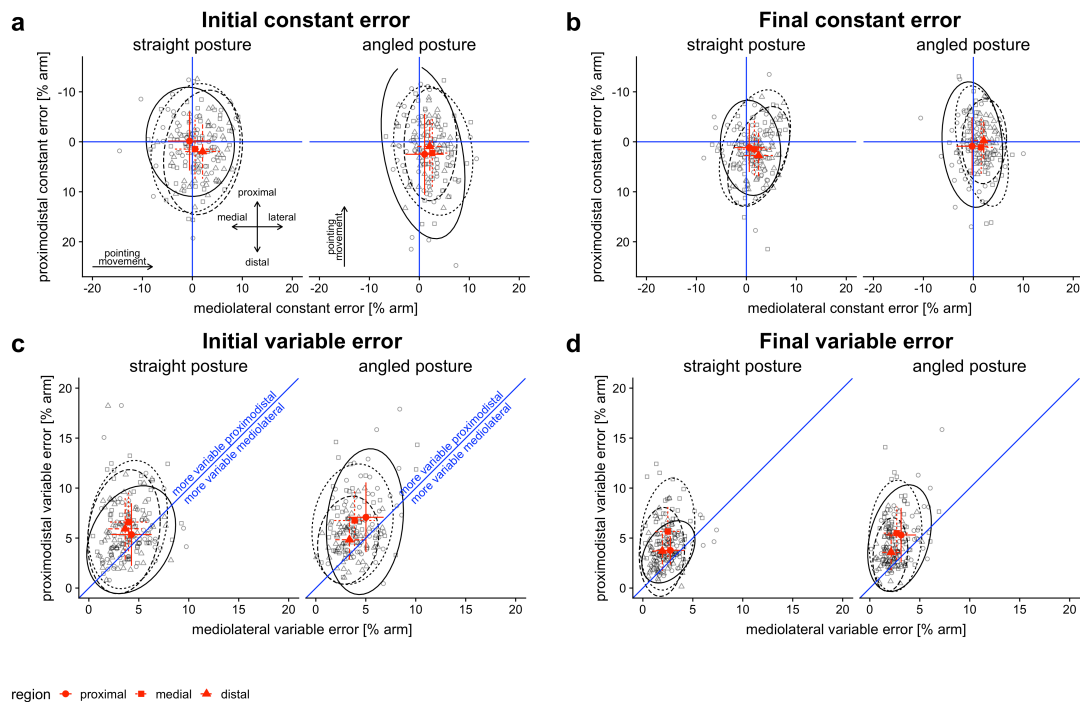 a
Initial constant error
straight posture
angled posture
proximodistal constant error [% arm]
-10
0
10
20
proximal
medial
lateral
distal
pointing
movement
pointing
movement
-20
-10
0
10
20
-20
-10
0
10
20
mediolateral constant error [% arm]
b
Final constant error
straight posture
angled posture
proximodistal constant error [% arm]
-10
0
10
20
-20
-10
0
10
20
-20
-10
0
10
20
mediolateral constant error [% arm]
c
Initial variable error
straight posture
angled posture
proximodistal variable error [% arm]
20
15
10
5
0
more variable proximodistal
more variable mediolateral
more variable proximodistal
more variable mediolateral
0
5
10
15
20
0
5
10
15
20
mediolateral variable error [% arm]
d
Final variable error
straight posture
angled posture
proximodistal variable error [% arm]
20
15
10
5
0
0
5
10
15
20
0
5
10
15
20
mediolateral variable error [% arm]
region
proximal
medial
distal